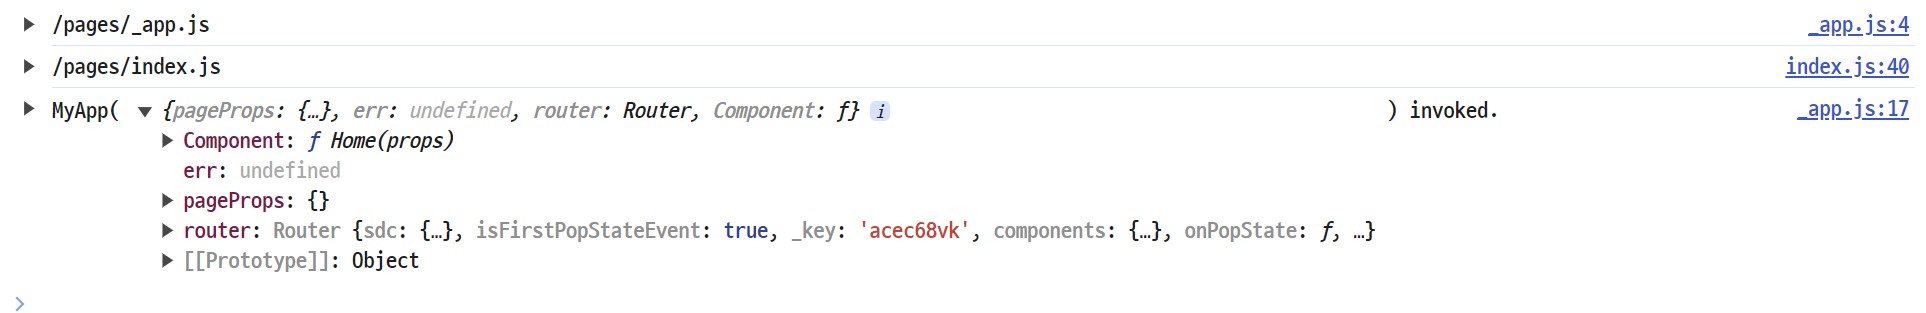 ▶ /pages/_app.js _app.js:4
▶ /pages/index.js index.js:40
▶ MyApp( ▼ {pageProps: {…}, err: undefined, router: Router, Component: ƒ} i ) invoked. _app.js:17
▶ Component: ƒ Home(props)
err: undefined
▶ pageProps: {}
▶ router: Router {sdc: {…}, isFirstPopStateEvent: true, _key: 'acec68vk', components: {…}, onPopState: ƒ, …}
▶ [[Prototype]]: Object
>